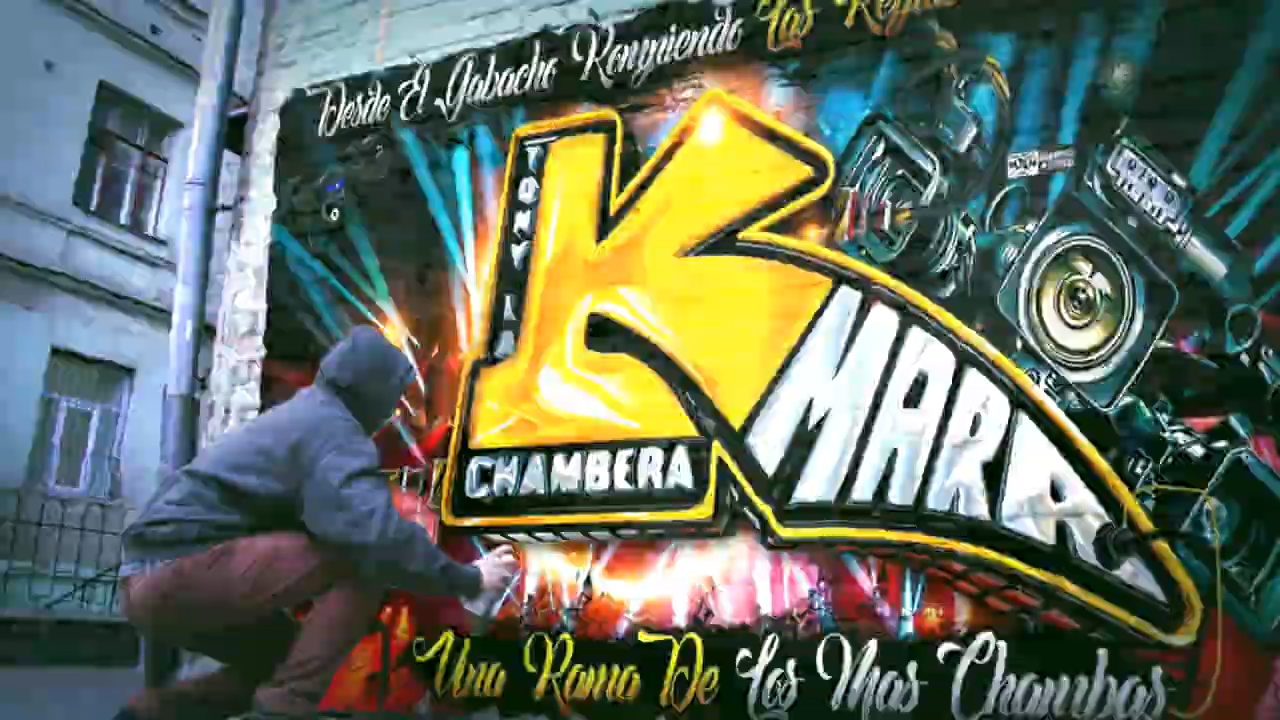 Desde El Gabacho Rompiendo Las Reglas
TONY LA
K
MARA
CHAMBERA
Una Rama De Los Mas Chambas